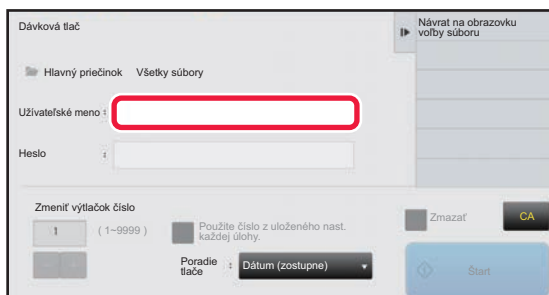 Dávková tlač
Návrat na obrazovku
voľby súboru
Hlavný priečinok Všetky súbory
Užívateľské meno :
Heslo :
Zmeniť výtlačok číslo
1 ( 1~9999 )
Použite číslo z uloženého nast.
každej úlohy.
Zmazať
CA
Poradie
tlače : Dátum (zostupne)
Štart